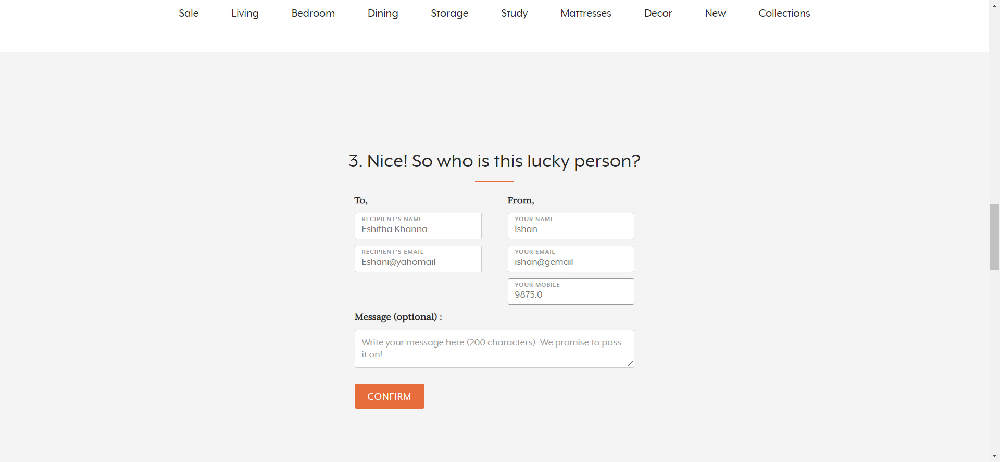 Sale Living Bedroom Dining Storage Study Mattresses Decor New Collections
3. Nice! So who is this lucky person?
To,
RECIPIENT'S NAME
Eshitha Khanna
RECIPIENT'S EMAIL
Eshani@yahomail
From,
YOUR NAME
Ishan
YOUR EMAIL
ishan@gemail
YOUR MOBILE
9875.0
Message (optional) :
Write your message here (200 characters). We promise to pass
it on!
CONFIRM